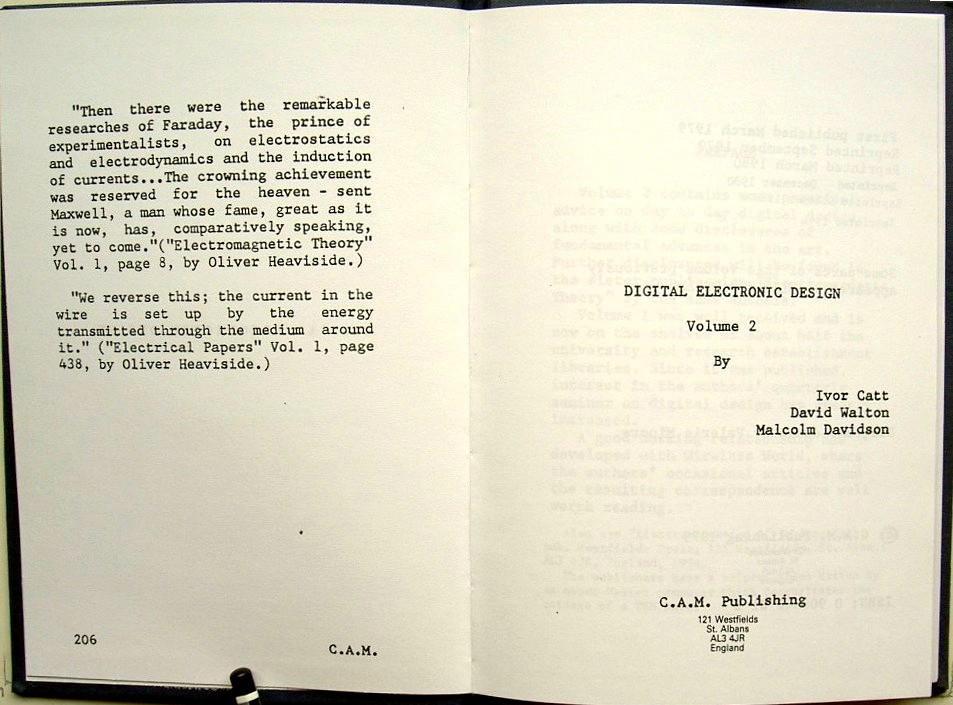 "Then there were the remarkable
researches of Faraday, the prince of
experimentalists, on electrostatics
and electrodynamics and the induction
of currents...The crowning achievement
was reserved for the heaven - sent
Maxwell, a man whose fame, great as it
is now, has, comparatively speaking,
yet to come."("Electromagnetic Theory"
Vol. 1, page 8, by Oliver Heaviside.)
"We reverse this; the current in the
wire is set up by the energy
transmitted through the medium around
it." ("Electrical Papers" Vol. 1, page
438, by Oliver Heaviside.)
206
C.A.M.
DIGITAL ELECTRONIC DESIGN
Volume 2
By
Ivor Catt
David Walton
Malcolm Davidson
C.A.M. Publishing
121 Westfields
St. Albans
AL3 4JR
England